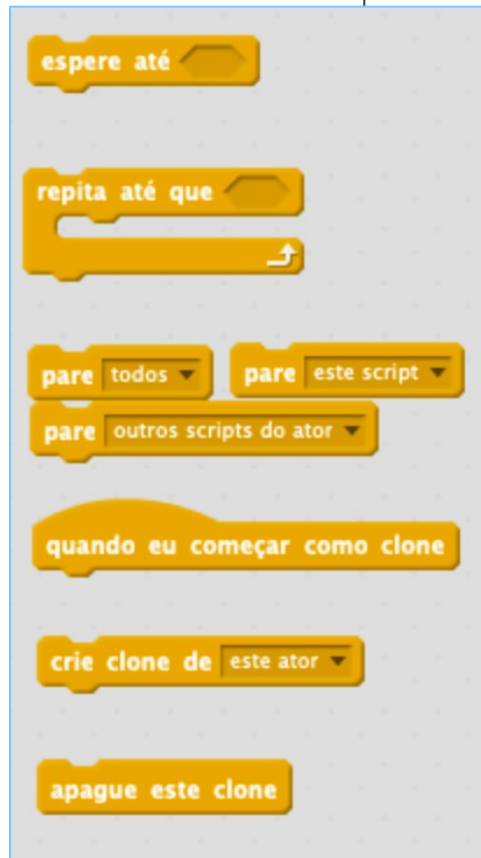 espere até
repita até que
pare todos
pare este script
pare outros scripts do ator
quando eu começar como clone
crie clone de este ator
apague este clone